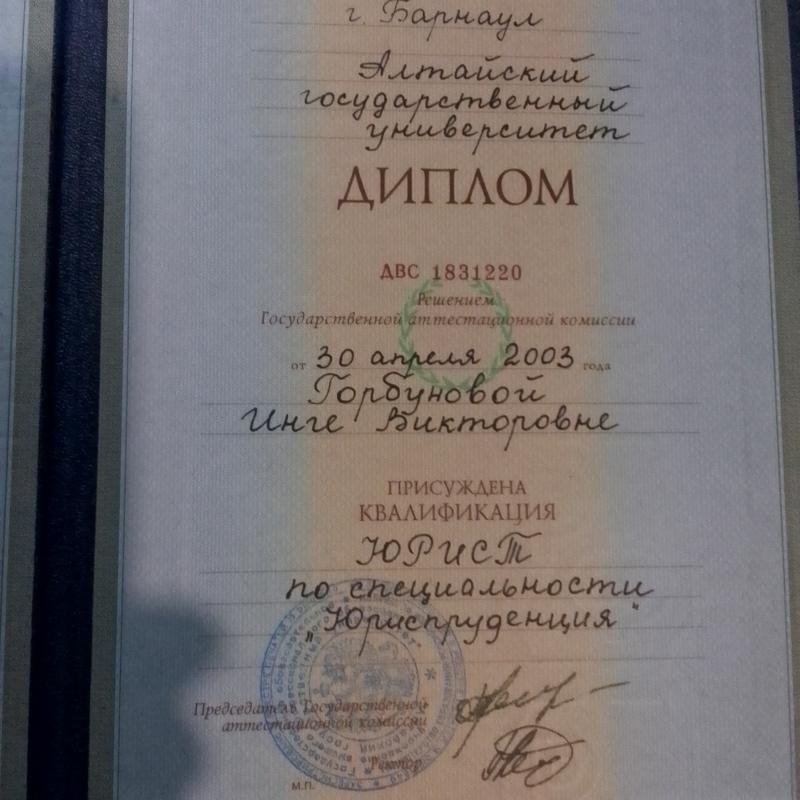 г. Барнаул
Алтайский
государственный
университет
ДИПЛОМ
ДВС 1831220
Решением
Государственной аттестационной комиссии
от 30 апреля 2003 года
Горбуновой
Инге Викторовне
ПРИСУЖДЕНА
КВАЛИФИКАЦИЯ
ЮРИСТ
по специальности
„Юриспруденция"
Председатель Государственной
аттестационной комиссии
Ректор
М.П.